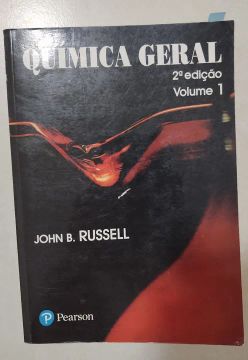 QUÍMICA GERAL
2ª edição
Volume 1
JOHN B. RUSSELL
Pearson